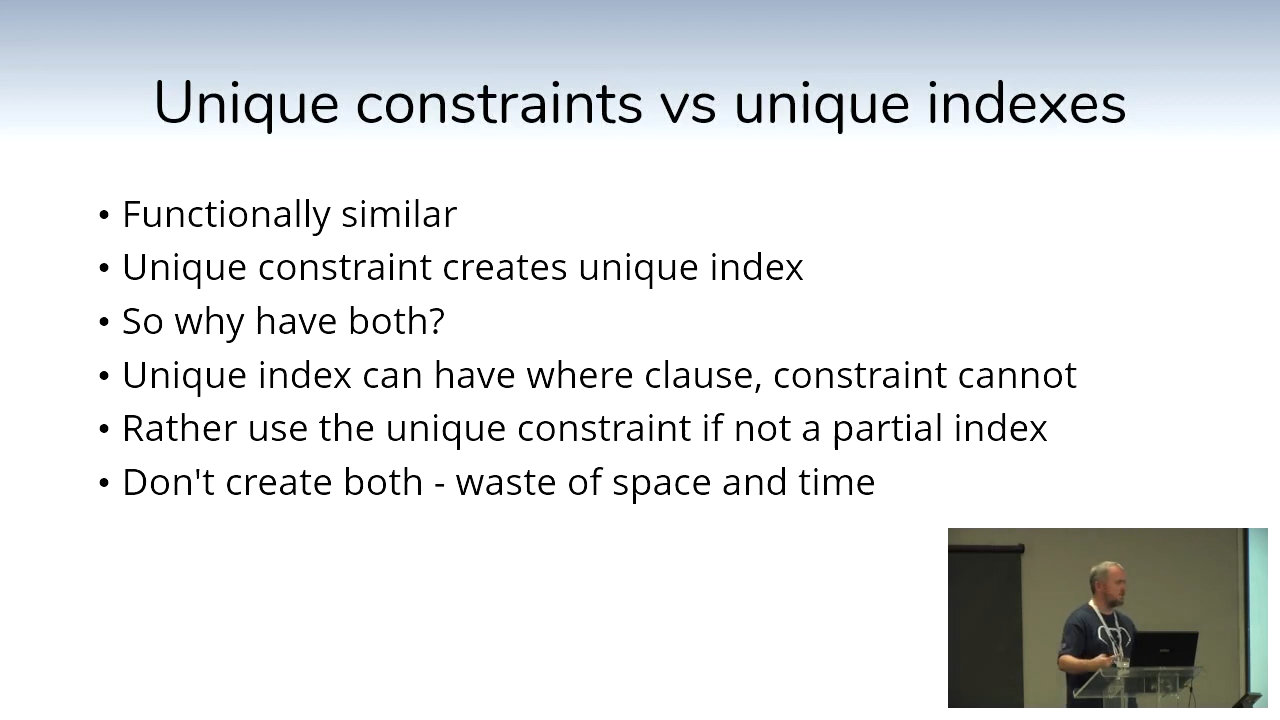 Unique constraints vs unique indexes
• Functionally similar
• Unique constraint creates unique index
• So why have both?
• Unique index can have where clause, constraint cannot
• Rather use the unique constraint if not a partial index
• Don't create both - waste of space and time